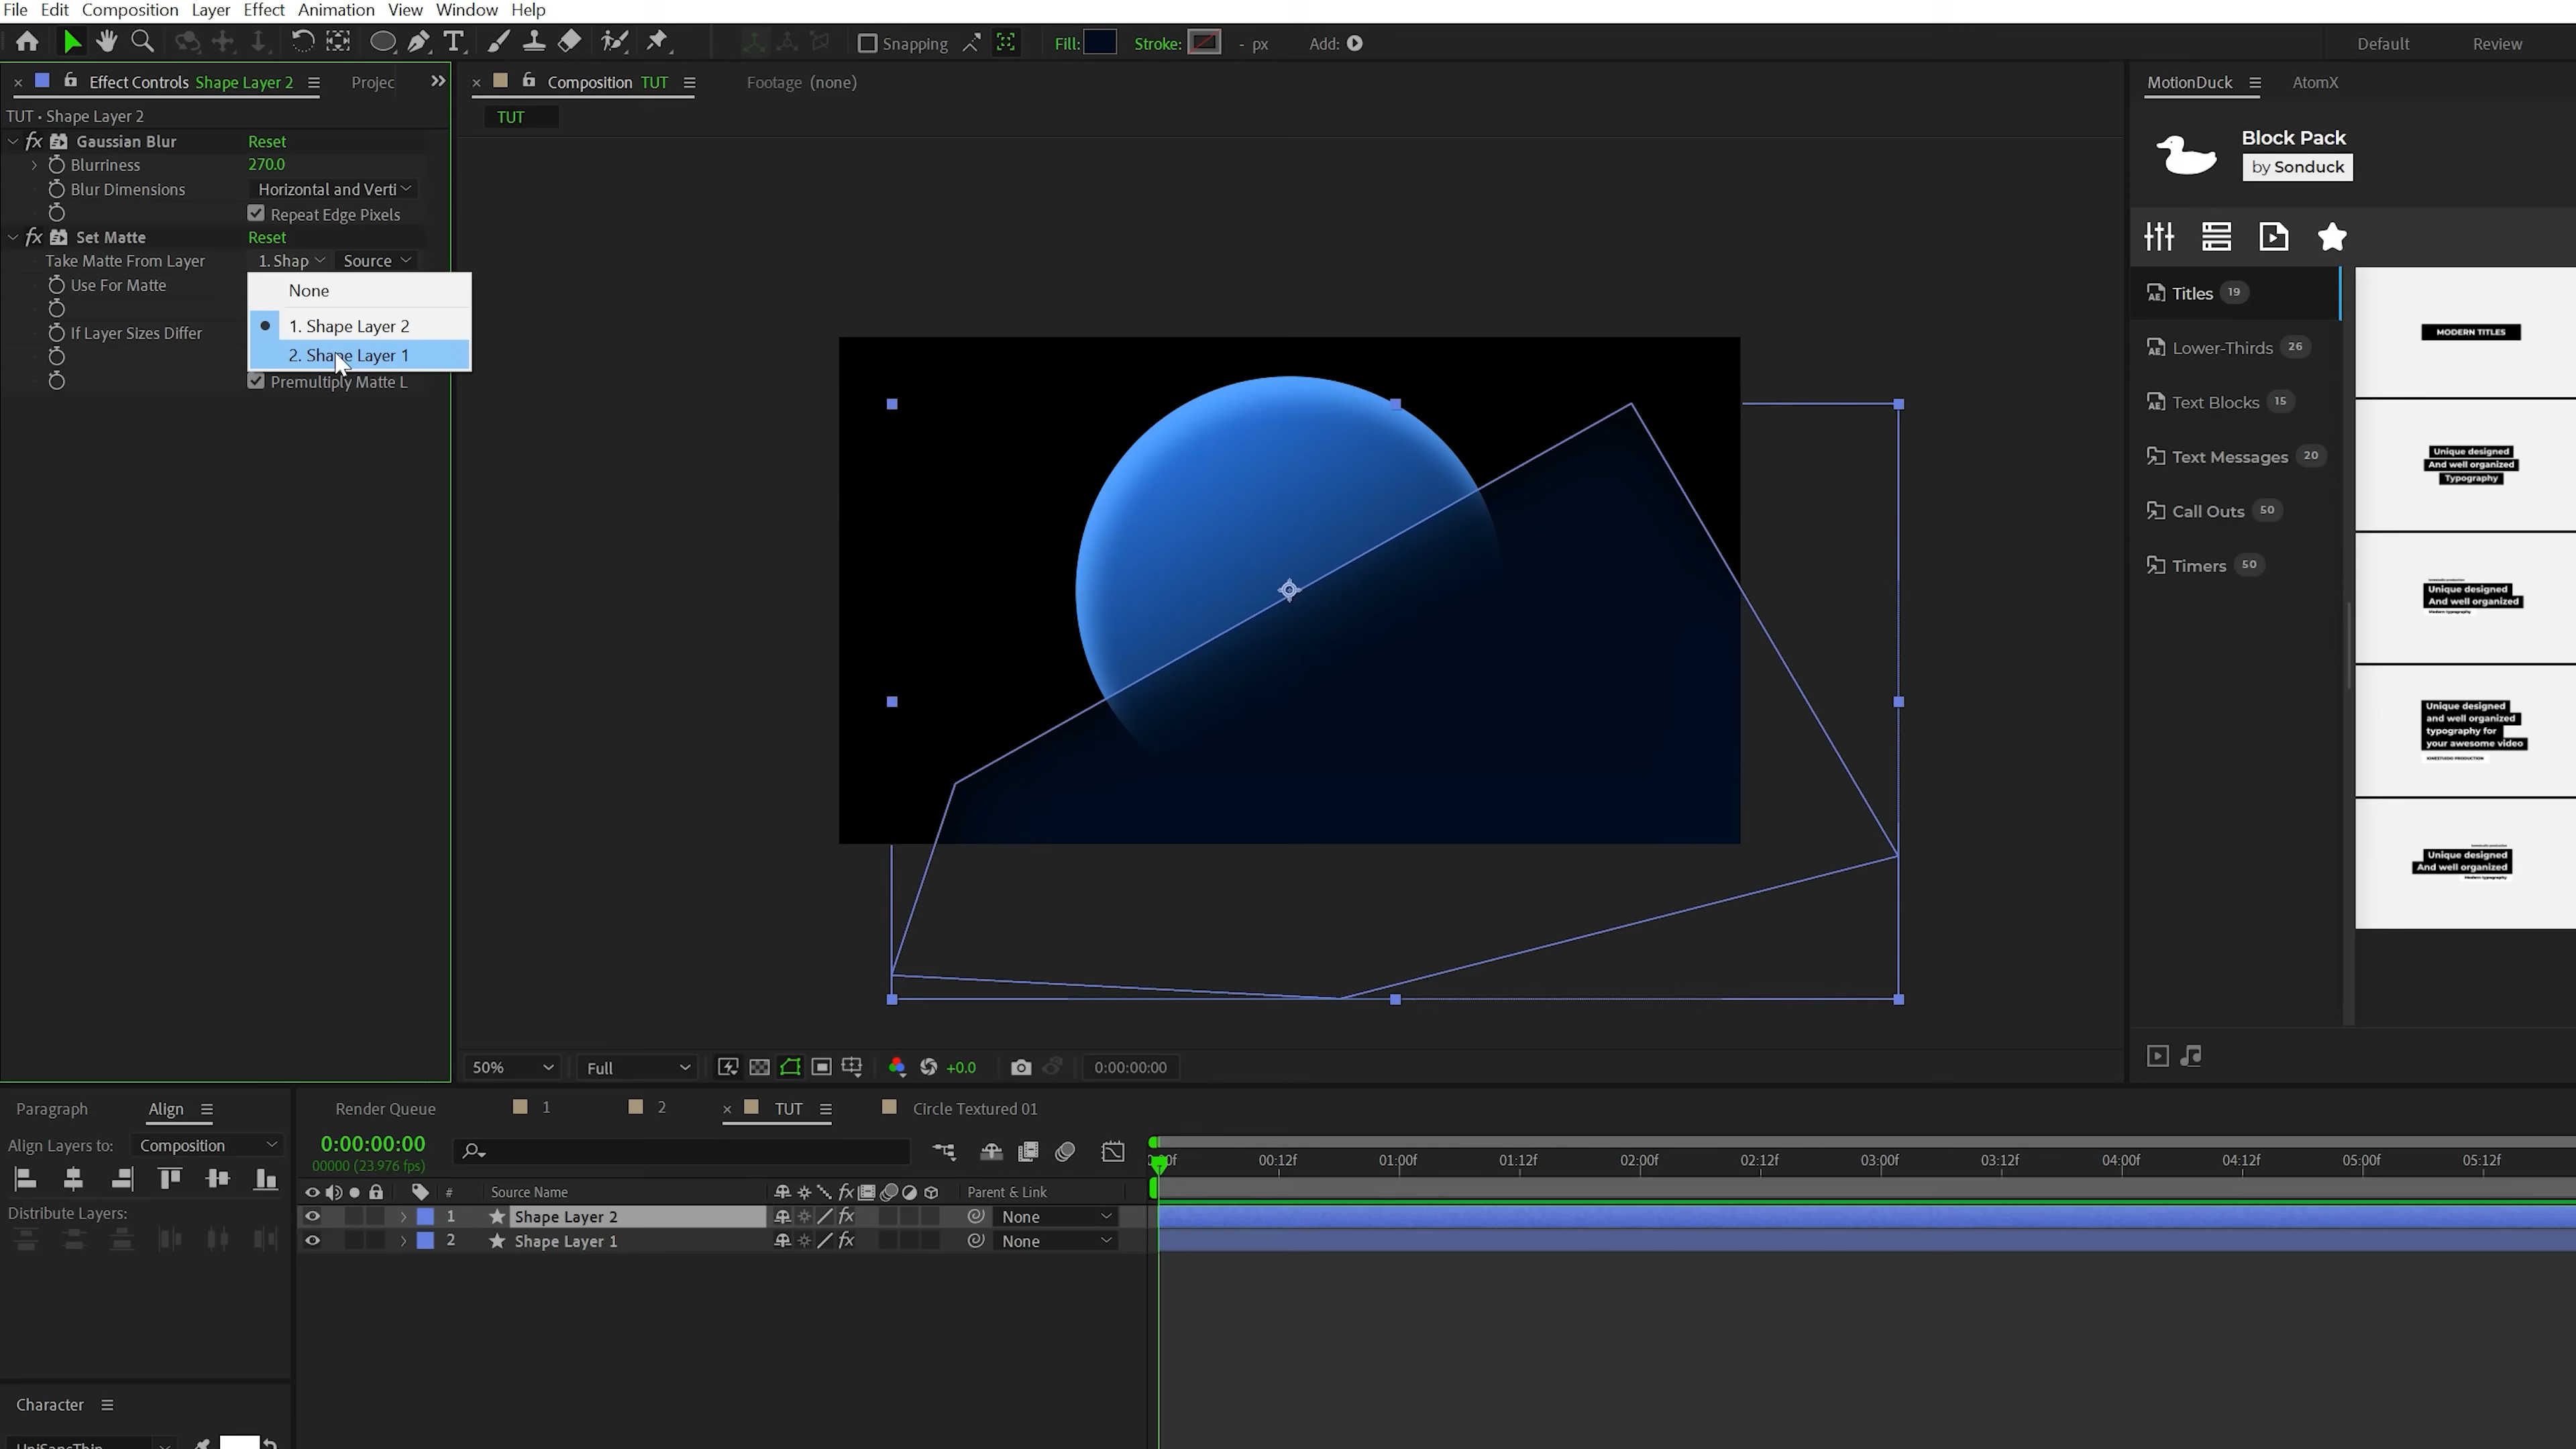 File Edit Composition Layer Effect Animation View Window Help
Snapping Fill: Stroke: - px Add: Default Review
Effect Controls Shape Layer 2 Projec
Composition TUT Footage (none)
MotionDuck AtomX
TUT • Shape Layer 2
TUT
Gaussian Blur Reset
Blurriness 270.0
Blur Dimensions Horizontal and Verti
Repeat Edge Pixels
Set Matte Reset
Take Matte From Layer 1. Shap Source
Use For Matte
If Layer Sizes Differ
None
1. Shape Layer 2
2. Shape Layer 1
Premultiply Matte L
Block Pack
by Sonduck
Titles 19
Lower-Thirds 26
Text Blocks 15
Text Messages 20
Call Outs 50
Timers 50
MODERN TITLES
Unique designed
And well organized
Typography
Unique designed
And well organized
Modern typography
Unique designed
and well organized
typography for
your awesome video
Unique designed
And well organized
Modern typography
50% Full +0.0 0:00:00:00
Paragraph Align
Align Layers to: Composition
Distribute Layers:
Character
Render Queue 1 2 TUT Circle Textured 01
0:00:00:00
00000 (23.976 fps)
00:12f 01:00f 01:12f 02:00f 02:12f 03:00f 03:12f 04:00f 04:12f 05:00f 05:12f
# Source Name Parent & Link
1 Shape Layer 2 None
2 Shape Layer 1 None